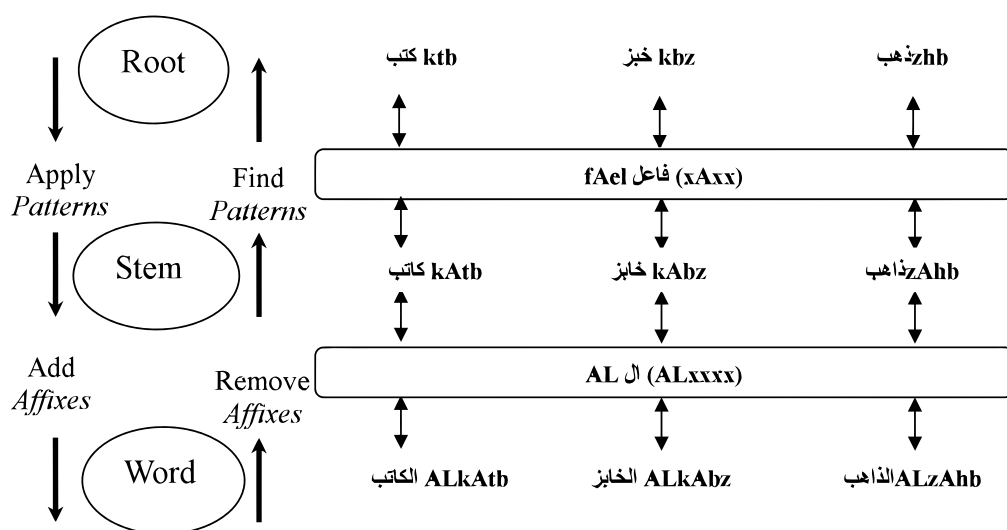 Root
كتب ktb
خبز kbz
ذهب zhb
Apply
Patterns
Find
Patterns
فاعل fAel (xAxx)
Stem
كاتب kAtb
خابز kAbz
ذاهب zAhb
Add
Affixes
Remove
Affixes
ال AL (ALxxxx)
Word
الكاتب ALkAtb
الخابز ALkAbz
الذاهب ALzAhb